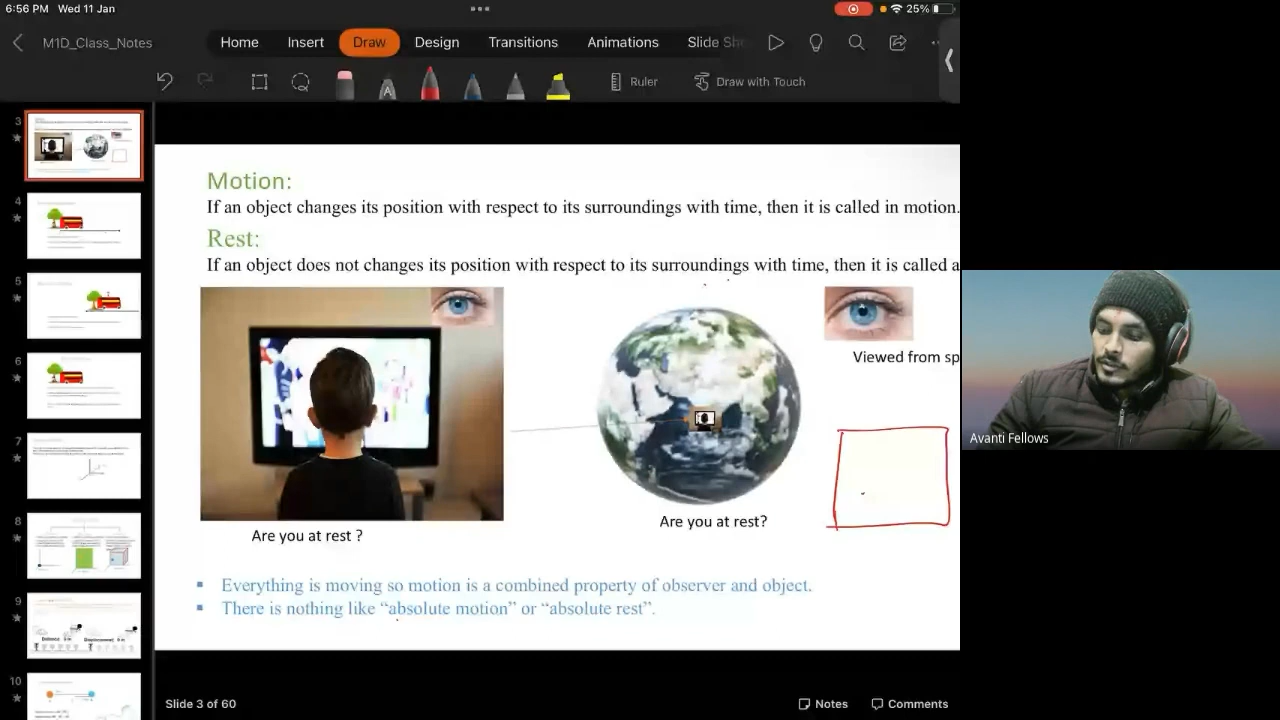 6:56 PM Wed 11 Jan
25%
M1D_Class_Notes
Home Insert Draw Design Transitions Animations Slide Sh
Ruler
Draw with Touch
3
4
5
6
7
8
9
10
Motion:
If an object changes its position with respect to its surroundings with time, then it is called in motion.
Rest:
If an object does not changes its position with respect to its surroundings with time, then it is called a
Viewed from sp
Are you at rest ?
Are you at rest?
▪ Everything is moving so motion is a combined property of observer and object.
▪ There is nothing like “absolute motion” or “absolute rest”.
Slide 3 of 60
Notes
Comments
Avanti Fellows